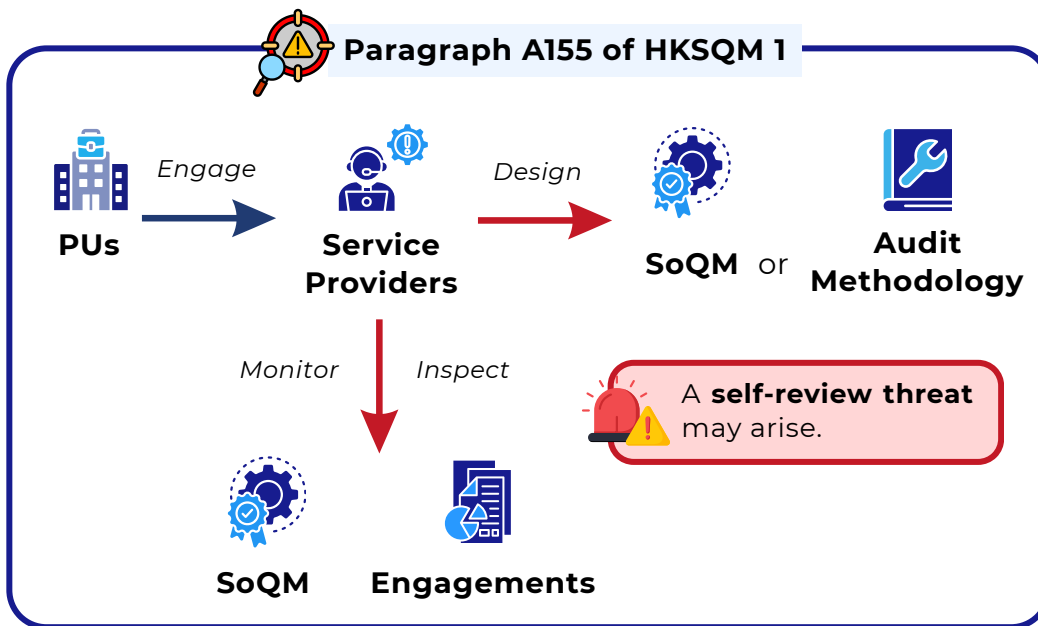 Paragraph A155 of HKSQM 1
Engage
Design
PUs
Service
Providers
SoQM or
Audit
Methodology
Monitor
Inspect
A self-review threat
may arise.
SoQM
Engagements